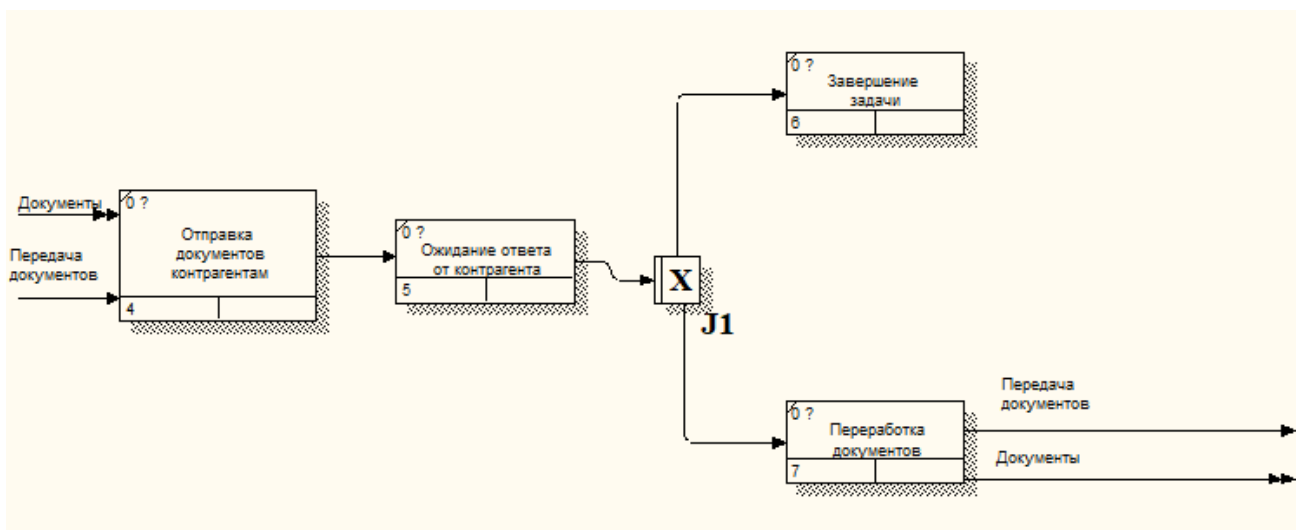 0 ?
Завершение
задачи
6
Документы
0 ?
Отправка
документов
контрагентам
4
Передача
документов
0 ?
Ожидание ответа
от контрагента
5
X
J1
0 ?
Переработка
документов
7
Передача
документов
Документы